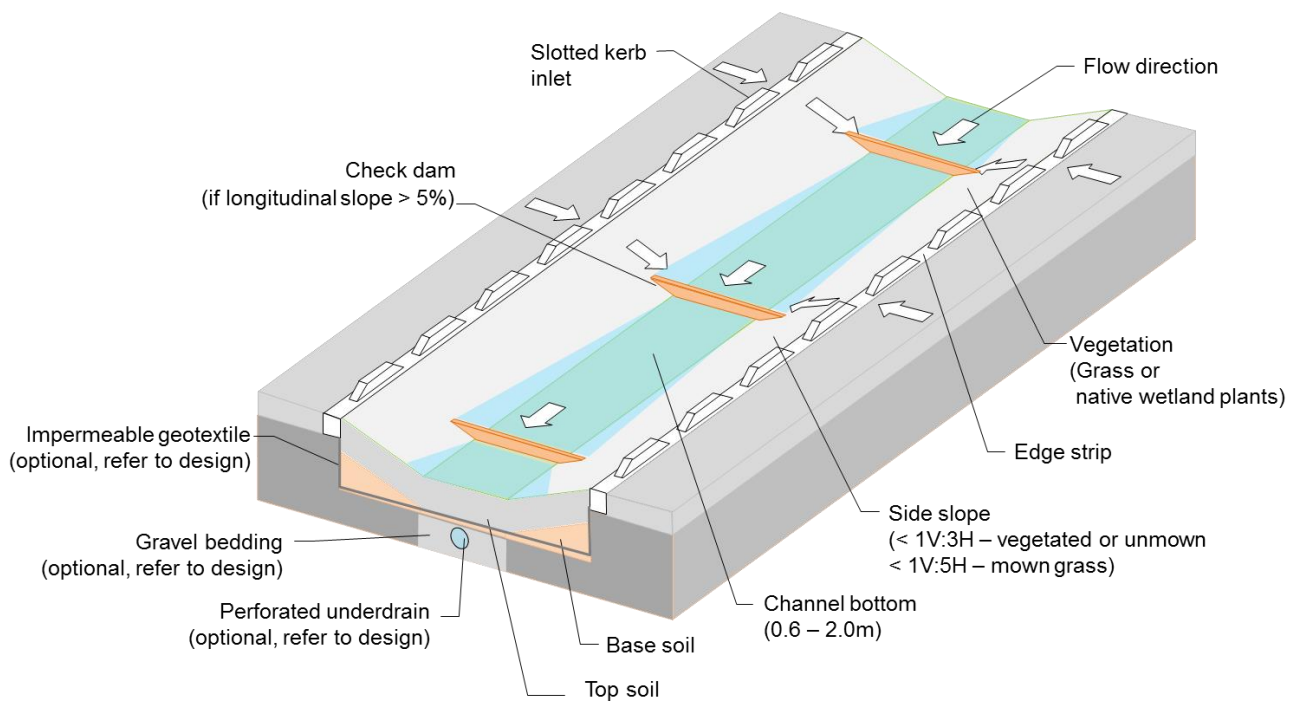 Slotted kerb
inlet
Flow direction
Check dam
(if longitudinal slope > 5%)
Vegetation
(Grass or
native wetland plants)
Impermeable geotextile
(optional, refer to design)
Edge strip
Side slope
(< 1V:3H – vegetated or unmown
< 1V:5H – mown grass)
Gravel bedding
(optional, refer to design)
Channel bottom
(0.6 – 2.0m)
Perforated underdrain
(optional, refer to design)
Base soil
Top soil